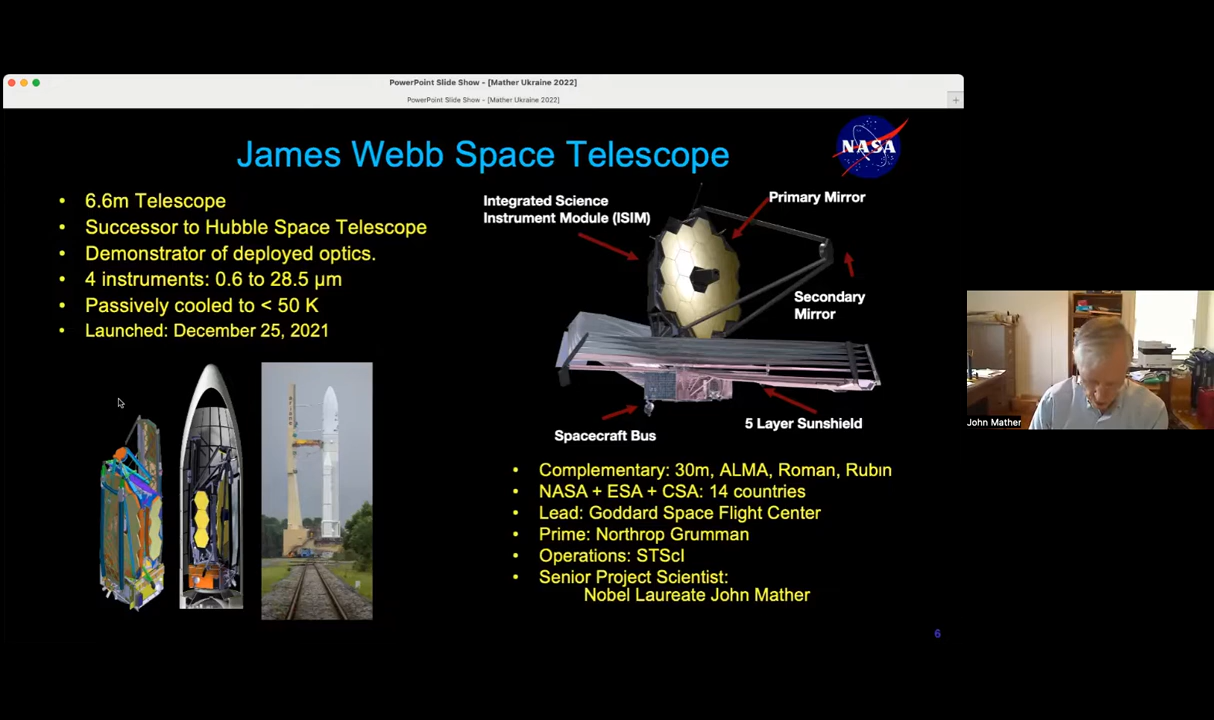 PowerPoint Slide Show - [Mather Ukraine 2022]
PowerPoint Slide Show - [Mather Ukraine 2022]
James Webb Space Telescope
NASA
• 6.6m Telescope
• Successor to Hubble Space Telescope
• Demonstrator of deployed optics.
• 4 instruments: 0.6 to 28.5 μm
• Passively cooled to < 50 K
• Launched: December 25, 2021
Integrated Science
Instrument Module (ISIM)
Primary Mirror
Secondary
Mirror
5 Layer Sunshield
Spacecraft Bus
• Complementary: 30m, ALMA, Roman, Rubin
• NASA + ESA + CSA: 14 countries
• Lead: Goddard Space Flight Center
• Prime: Northrop Grumman
• Operations: STScI
• Senior Project Scientist:
Nobel Laureate John Mather
6
John Mather